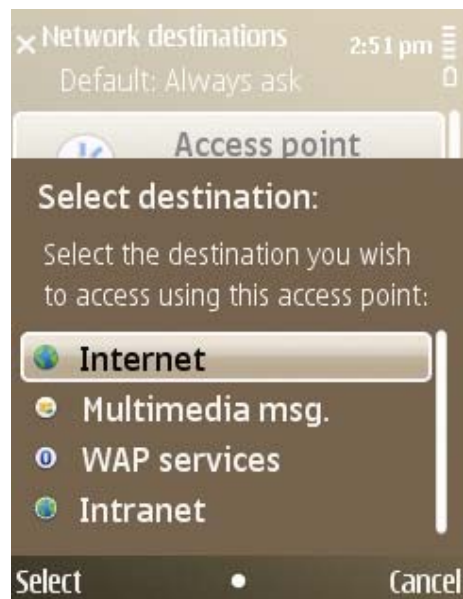 Network destinations
2:51 pm
Default: Always ask
Access point
Select destination:
Select the destination you wish
to access using this access point:
Internet
Multimedia msg.
WAP services
Intranet
Select
Cancel